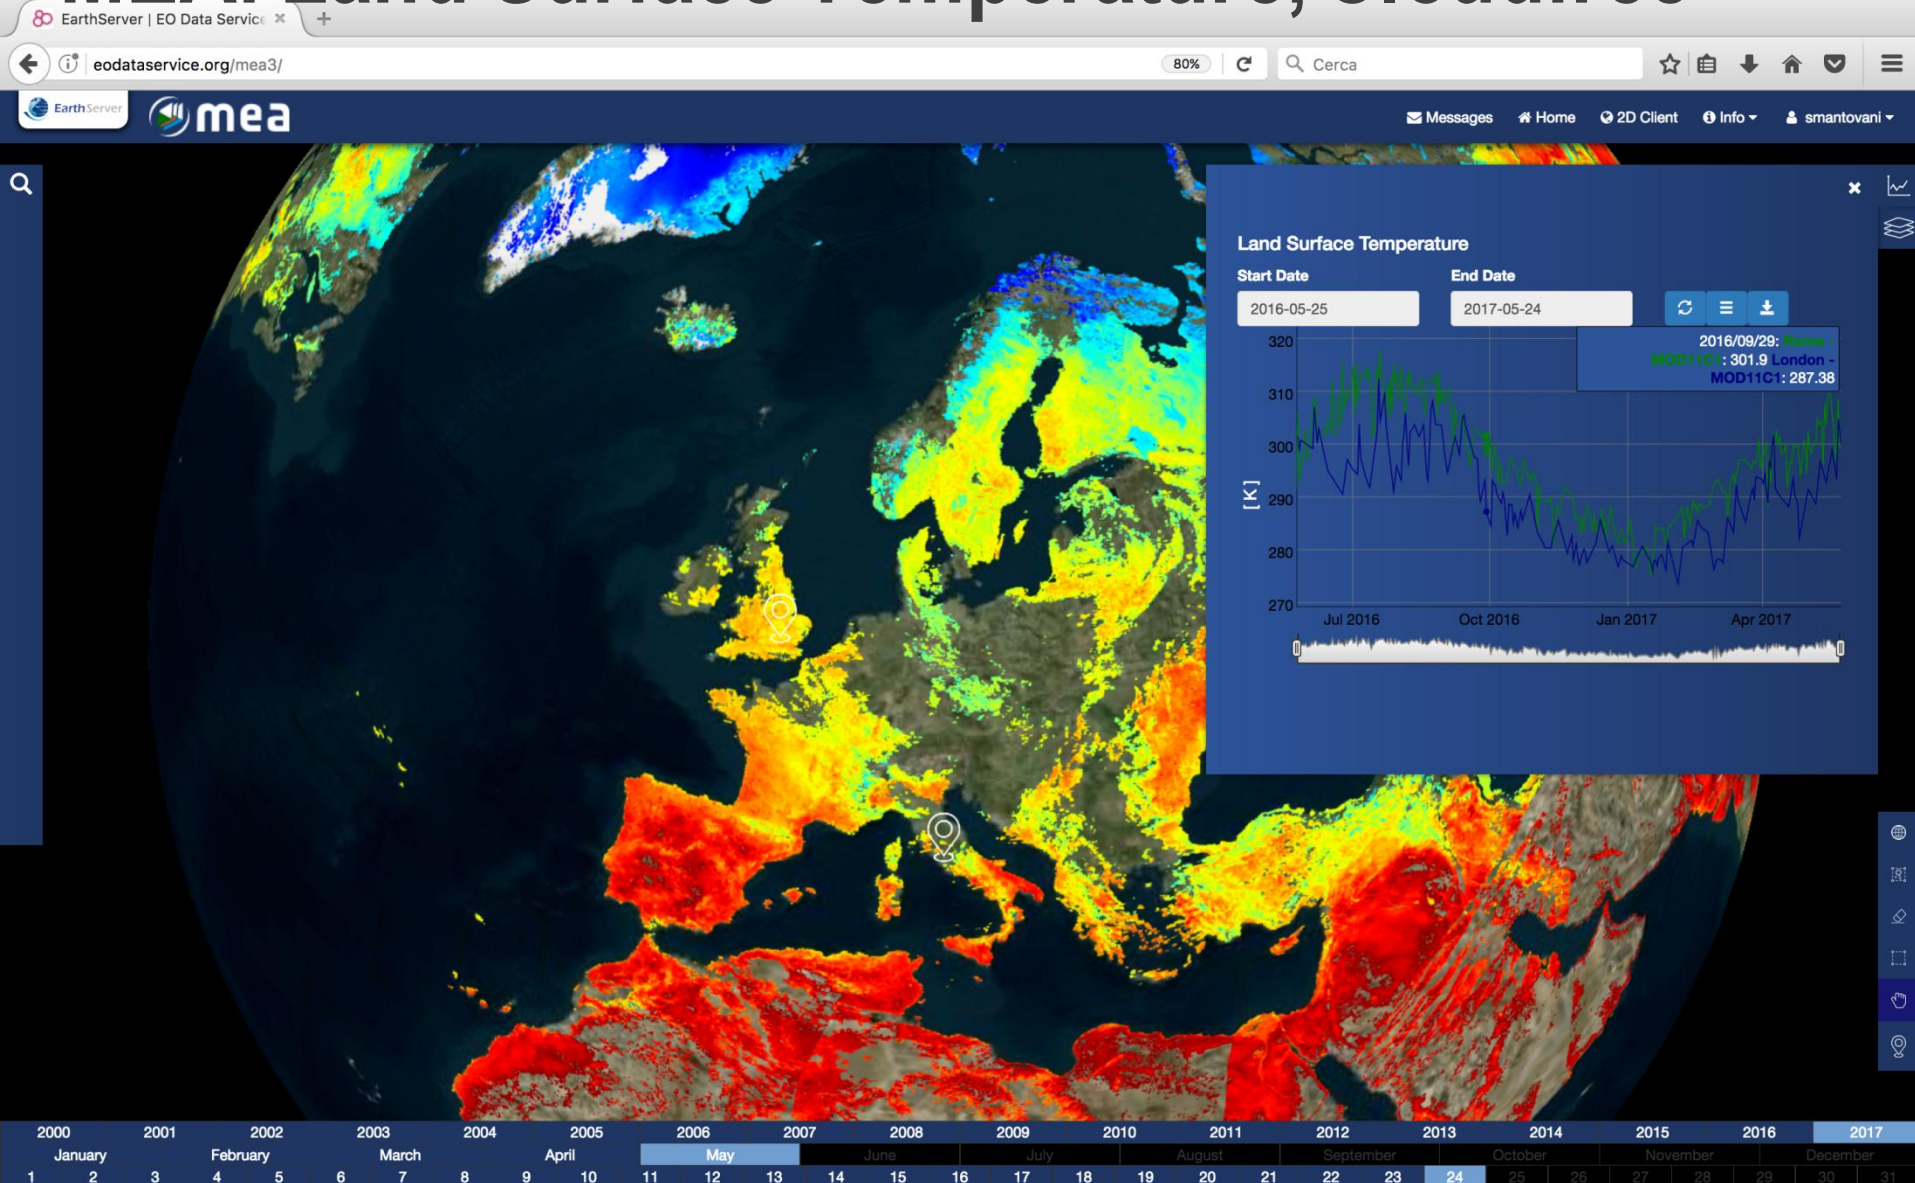 MEA: Land Surface Temperature, Cloudfree
EarthServer | EO Data Service
eodataservice.org/mea3/
80%
Cerca
EarthServer
mea
Messages
Home
2D Client
Info
smantovani
Land Surface Temperature
Start Date
End Date
2016-05-25
2017-05-24
2016/09/29: Rome -
MOD11C1: 301.9 London -
MOD11C1: 287.38
320
310
300
290
280
270
[K]
Jul 2016
Oct 2016
Jan 2017
Apr 2017
2000 2001 2002 2003 2004 2005 2006 2007 2008 2009 2010 2011 2012 2013 2014 2015 2016 2017
January February March April May June July August September October November December
1 2 3 4 5 6 7 8 9 10 11 12 13 14 15 16 17 18 19 20 21 22 23 24 25 26 27 28 29 30 31